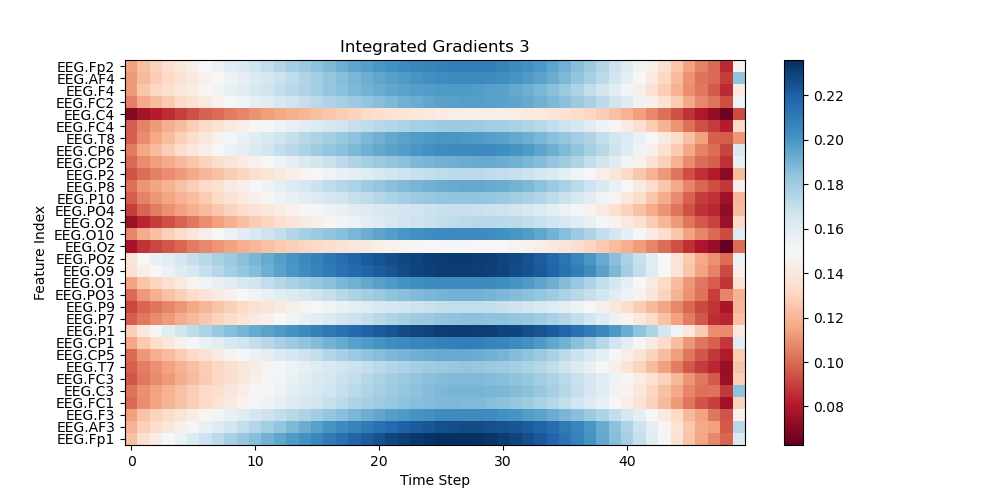 Integrated Gradients 3
Feature Index
EEG.Fp2
EEG.AF4
EEG.F4
EEG.FC2
EEG.C4
EEG.FC4
EEG.T8
EEG.CP6
EEG.CP2
EEG.P2
EEG.P8
EEG.P10
EEG.PO4
EEG.O2
EEG.O10
EEG.Oz
EEG.POz
EEG.O9
EEG.O1
EEG.PO3
EEG.P9
EEG.P7
EEG.P1
EEG.CP1
EEG.CP5
EEG.T7
EEG.FC3
EEG.C3
EEG.FC1
EEG.F3
EEG.AF3
EEG.Fp1
0 10 20 30 40
Time Step
0.22
0.20
0.18
0.16
0.14
0.12
0.10
0.08